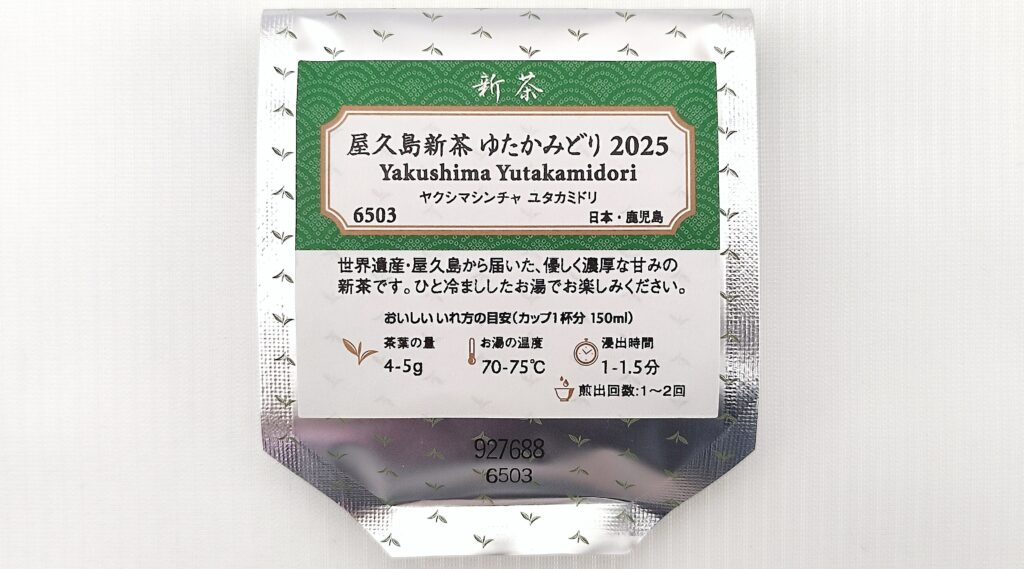 新茶
屋久島新茶 ゆたかみどり 2025
Yakushima Yutakamidori
ヤクシマシンチャ ユタカミドリ
6503 日本・鹿児島
世界遺産・屋久島から届いた、優しく濃厚な甘みの
新茶です。ひと冷まししたお湯でお楽しみください。
おいしい いれ方の目安(カップ1杯分 150ml)
茶葉の量 お湯の温度 浸出時間
4-5g 70-75℃ 1-1.5分
煎出回数:1～2回
927688
6503